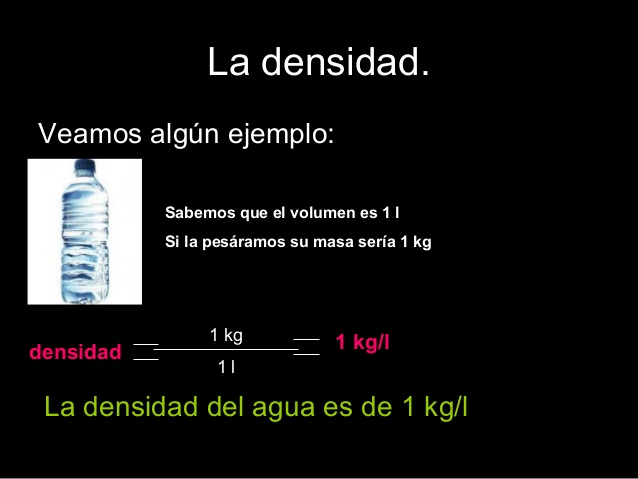 La densidad.
Veamos algún ejemplo:
Sabemos que el volumen es 1 l
Si la pesáramos su masa sería 1 kg
densidad = 1 kg = 1 kg/l
1 l
La densidad del agua es de 1 kg/l